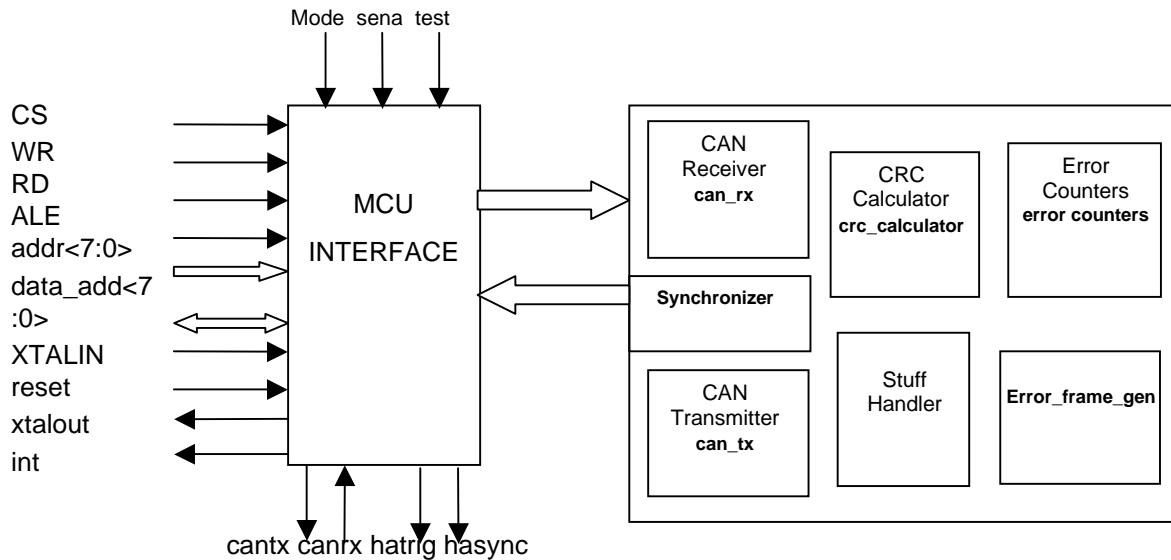 Mode sena test
CS
WR
RD
ALE
addr<7:0>
data_add<7
:0>
XTALIN
reset
xtalout
int
MCU
INTERFACE
cantx canrx hatrig hasync
CAN
Receiver
can_rx
Synchronizer
CAN
Transmitter
can_tx
CRC
Calculator
crc_calculator
Stuff
Handler
Error
Counters
error counters
Error_frame_gen